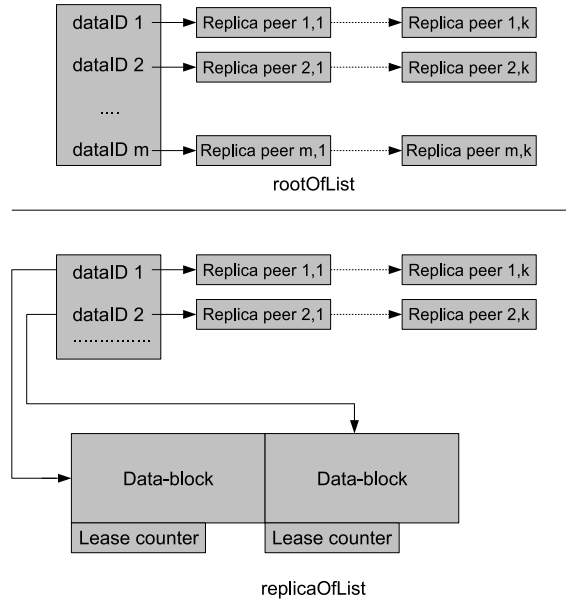 dataID 1 Replica peer 1,1 Replica peer 1,k
dataID 2 Replica peer 2,1 Replica peer 2,k
....
dataID m Replica peer m,1 Replica peer m,k
rootOfList
dataID 1 Replica peer 1,1 Replica peer 1,k
dataID 2 Replica peer 2,1 Replica peer 2,k
................
Data-block Data-block
Lease counter Lease counter
replicaOfList